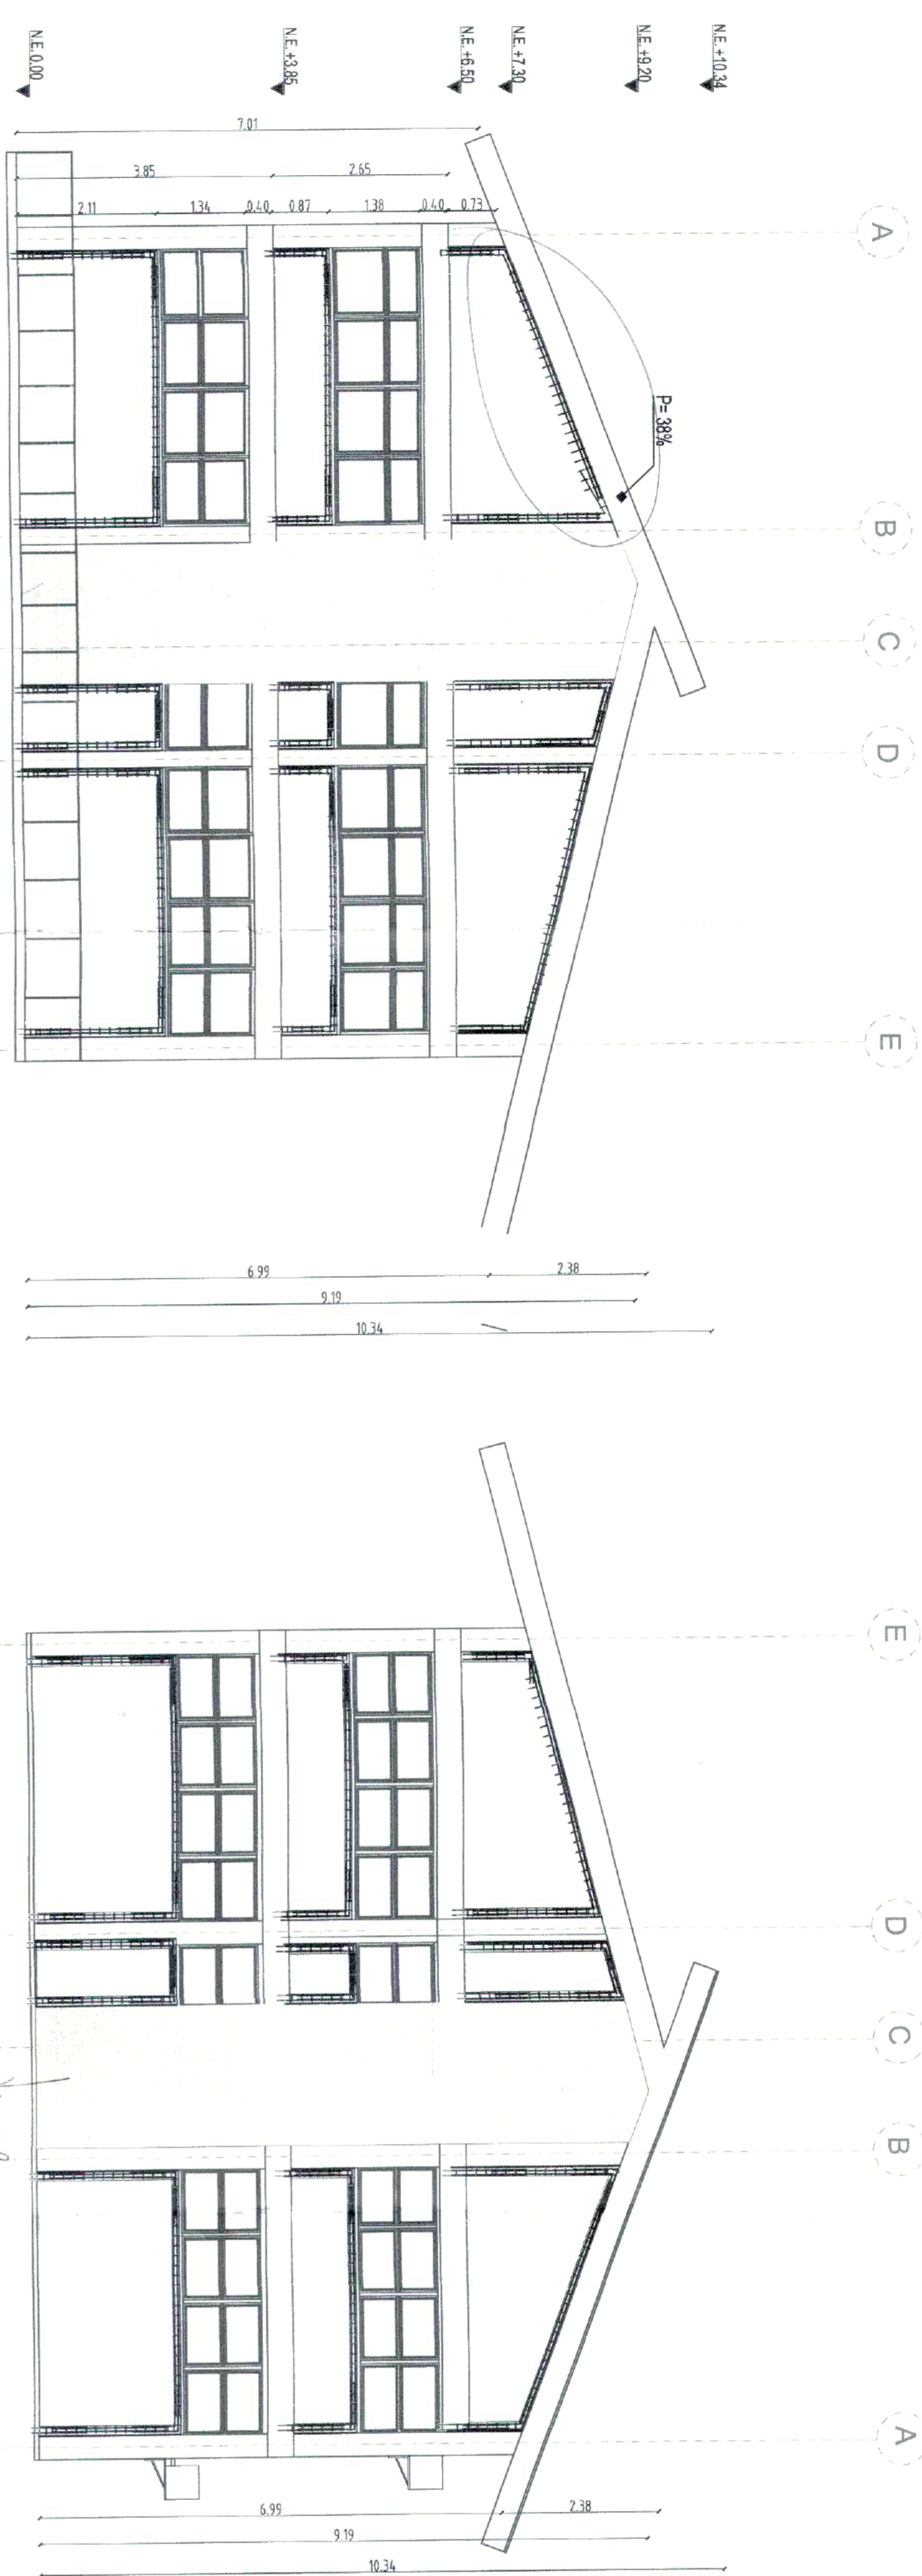 N.E. 0.00
N.E. +3.85
N.E. +6.50
N.E. +7.30
N.E. +9.20
N.E. +10.34
7.01
3.85
2.65
2.11
1.34
0.40
0.87
1.38
0.40
0.73
A
P= 38%
B
C
D
E
6.99
2.38
9.19
10.34
E
D
C
B
A
6.99
2.38
9.19
10.34